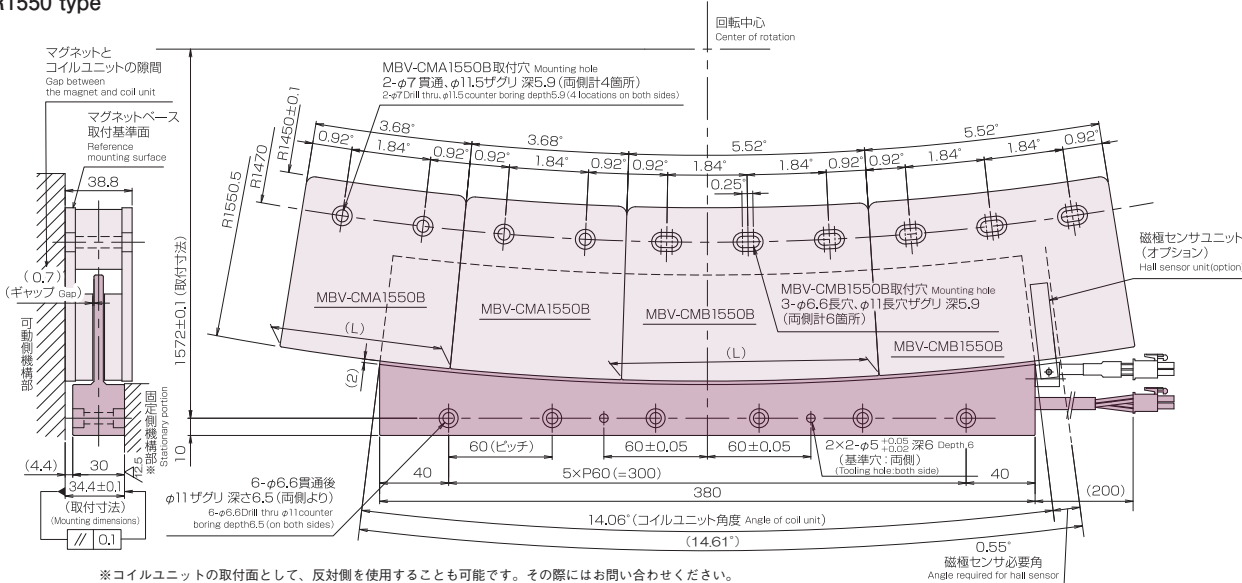 R1550 type
マグネットと
コイルユニットの隙間
Gap between
the magnet and coil unit
マグネットベース
取付基準面
Reference
mounting surface
38.8
(0.7)
(ギャップ Gap)
可動側機構部
1572±0.1(取付寸法)
10
固定側機構部※
Stationary portion
12.5
(4.4)
30
34.4±0.1
(取付寸法)
(Mounting dimensions)
// 0.1
回転中心
Center of rotation
MBV-CMA1550B取付穴 Mounting hole
2-φ7貫通、φ11.5ザグリ 深5.9(両側計4箇所)
2-φ7Drill thru, φ11.5 counter boring depth5.9(4 locations on both sides)
R1450±0.1
R1470
R1550.5
3.68°
3.68°
5.52°
5.52°
0.92°
1.84°
0.92°
0.92°
1.84°
0.92°
0.92°
1.84°
1.84°
0.92°
0.92°
1.84°
1.84°
0.92°
0.25°
磁極センサユニット
(オプション)
Hall sensor unit(option)
MBV-CMB1550B取付穴 Mounting hole
3-φ6.6長穴、φ11長穴ザグリ 深5.9
(両側計6箇所)
MBV-CMA1550B
MBV-CMA1550B
MBV-CMB1550B
MBV-CMB1550B
(L)
(L)
(2)
60(ピッチ)
60±0.05
60±0.05
2×2-φ5 +0.05 +0.02 深6 Depth 6
(基準穴:両側)
(Tooling hole:both side)
40
5×P60(=300)
40
380
(200)
6-φ6.6貫通後
φ11ザグリ 深さ6.5(両側より)
6-φ6.6Drill thru φ11counter
boring depth6.5(on both sides)
14.06°(コイルユニット角度 Angle of coil unit)
(14.61°)
0.55°
磁極センサ必要角
Angle required for hall sensor
※コイルユニットの取付面として、反対側を使用することも可能です。その際にはお問い合わせください。